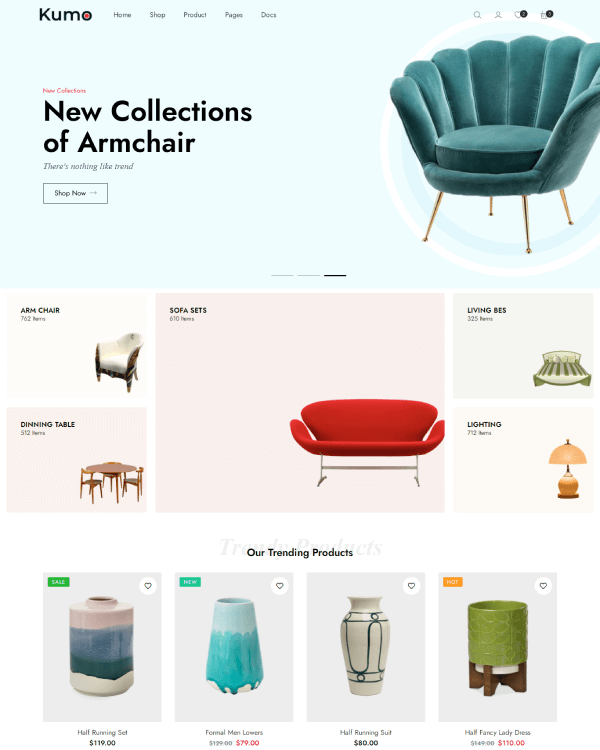 Kumo
Home Shop Product Pages Docs
2 3
New Collections
New Collections
of Armchair
There's nothing like trend
Shop Now →
ARM CHAIR
762 Items
SOFA SETS
610 Items
LIVING BES
325 Items
DINNING TABLE
512 Items
LIGHTING
712 Items
Trendy Products
Our Trending Products
SALE NEW HOT
Half Running Set Formal Men Lowers Half Running Suit Half Fancy Lady Dress
$119.00 $129.00 $79.00 $80.00 $149.00 $110.00